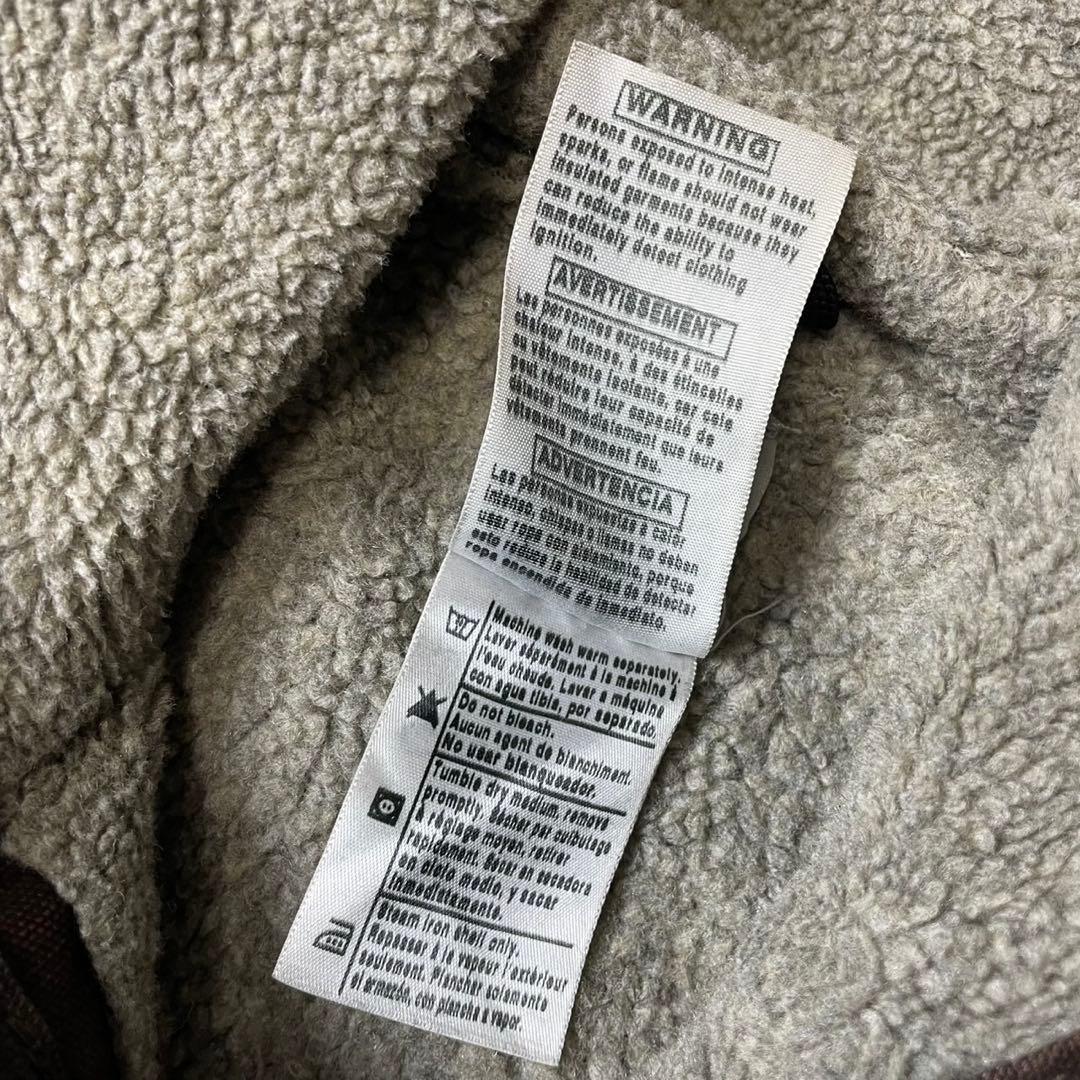 WARNING
Persons exposed to intense heat,
sparks, or flame should not wear
insulated garments because they
can reduce the ability to
immediately detect clothing
ignition.
AVERTISSEMENT
Les personnes exposées à une
chaleur intense, à des étincelles
ou vêtements isolants, car cela
peut réduire leur capacité de
détecter immédiatement que leurs
vêtements prennent feu.
ADVERTENCIA
Las personas expuestas a calor
intenso, chispas o llamas no deben
usar ropa con aislamiento, porque
esto reduce la habilidad de detectar
ropa encendida de inmediato.
Machine wash warm separately.
Laver séparément à la machine à
l'eau chaude. Lavar a máquina
con agua tibia, por separado.
Do not bleach.
Aucun agent de blanchiment.
No usar blanqueador.
Tumble dry medium, remove
promptly. Sécher par culbutage
à réglage moyen, retirer
rapidement. Secar en secadora
en ciclo medio, y sacar
inmediatamente.
Steam iron shell only.
Repasser à la vapeur l'extérieur
seulement. Planchar solamente
el armazón, con plancha a vapor.